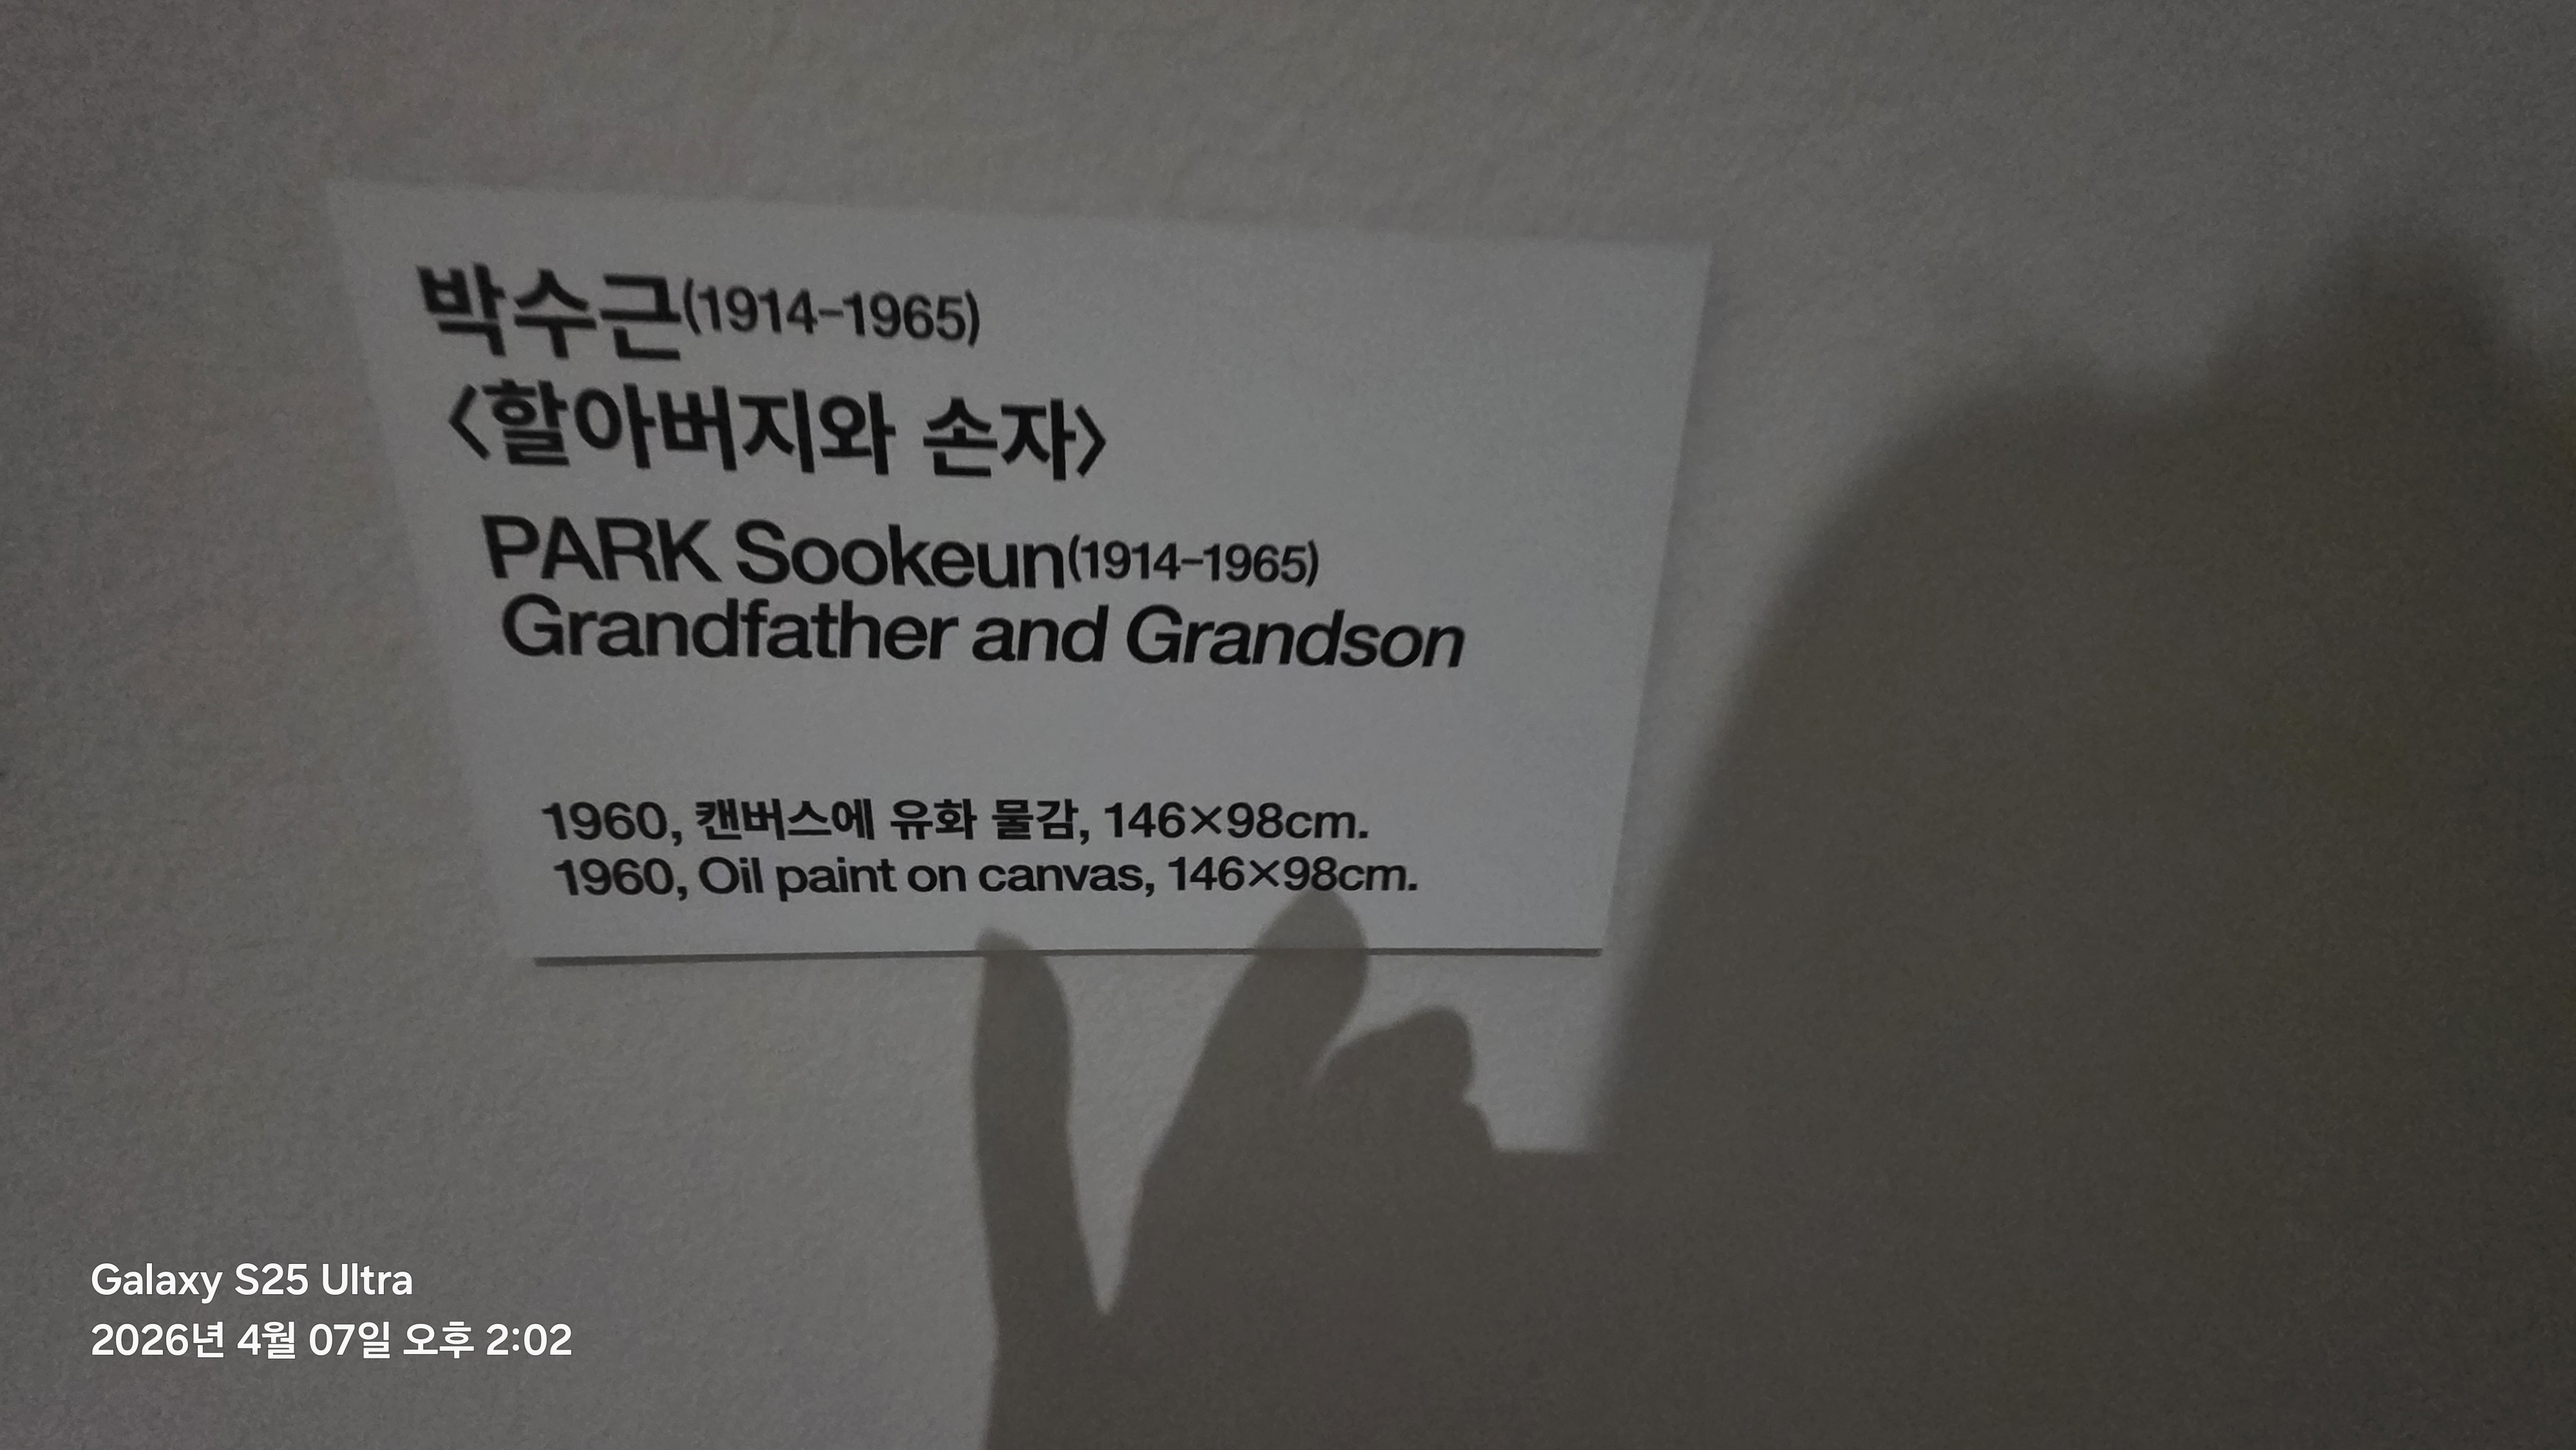 박수근(1914-1965)
〈할아버지와 손자〉
PARK Sookeun(1914-1965)
Grandfather and Grandson
1960, 캔버스에 유화 물감, 146×98cm.
1960, Oil paint on canvas, 146×98cm.
Galaxy S25 Ultra
2026년 4월 07일 오후 2:02